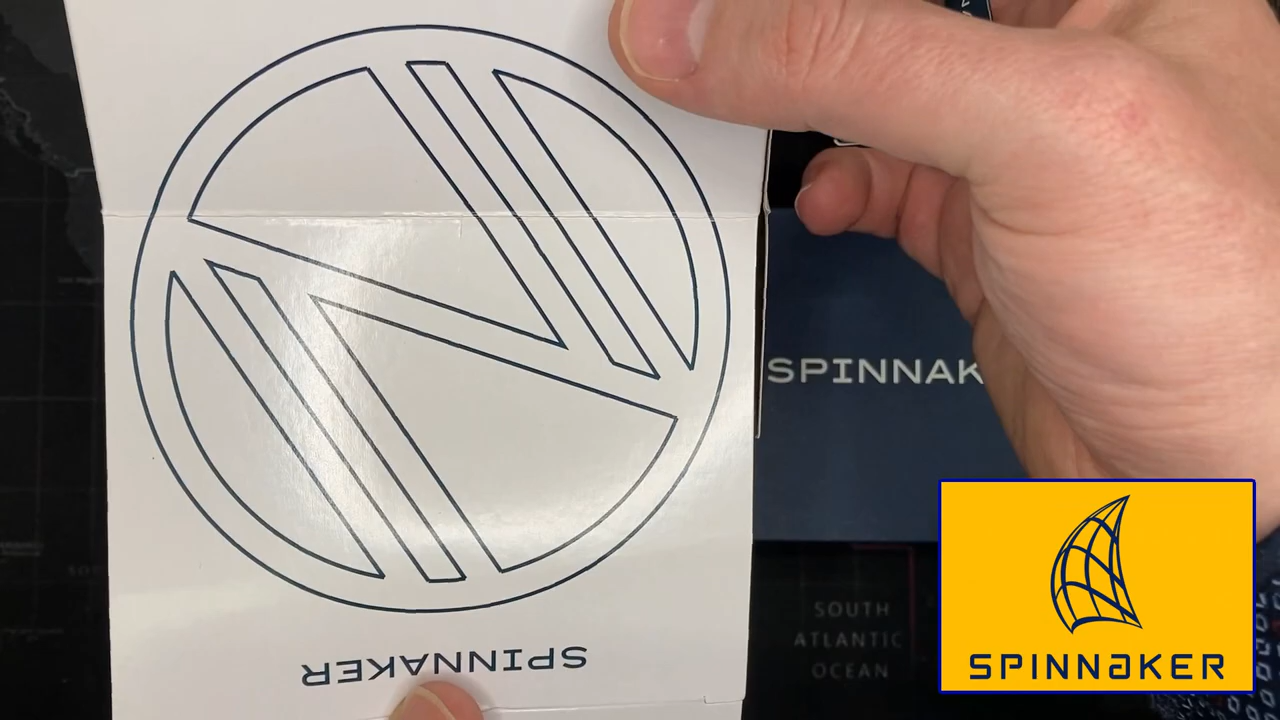 SPINNAKER
SPINNAK
SOUTH
ATLANTIC
OCEAN
SPINNaKER